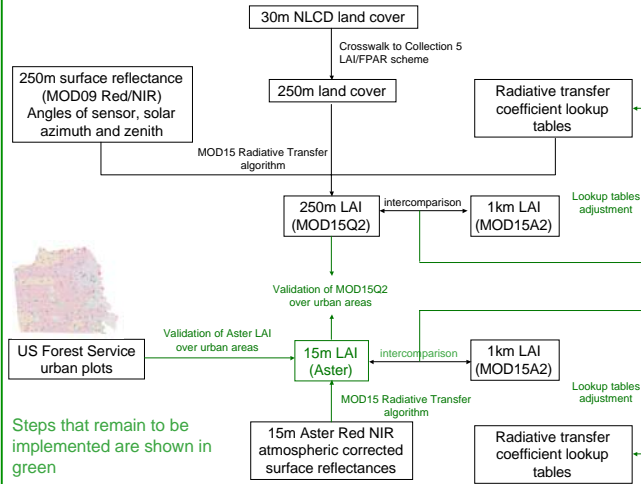 30m NLCD land cover
Crosswalk to Collection 5
LAI/FPAR scheme
250m surface reflectance
(MOD09 Red/NIR)
Angles of sensor, solar
azimuth and zenith
250m land cover
Radiative transfer
coefficient lookup
tables
MOD15 Radiative Transfer
algorithm
250m LAI
(MOD15Q2)
intercomparison
1km LAI
(MOD15A2)
Lookup tables
adjustment
Validation of MOD15Q2
over urban areas
Validation of Aster LAI
over urban areas
US Forest Service
urban plots
15m LAI
(Aster)
intercomparison
1km LAI
(MOD15A2)
Lookup tables
adjustment
MOD15 Radiative Transfer
algorithm
Steps that remain to be
implemented are shown in
green
15m Aster Red NIR
atmospheric corrected
surface reflectances
Radiative transfer
coefficient lookup
tables